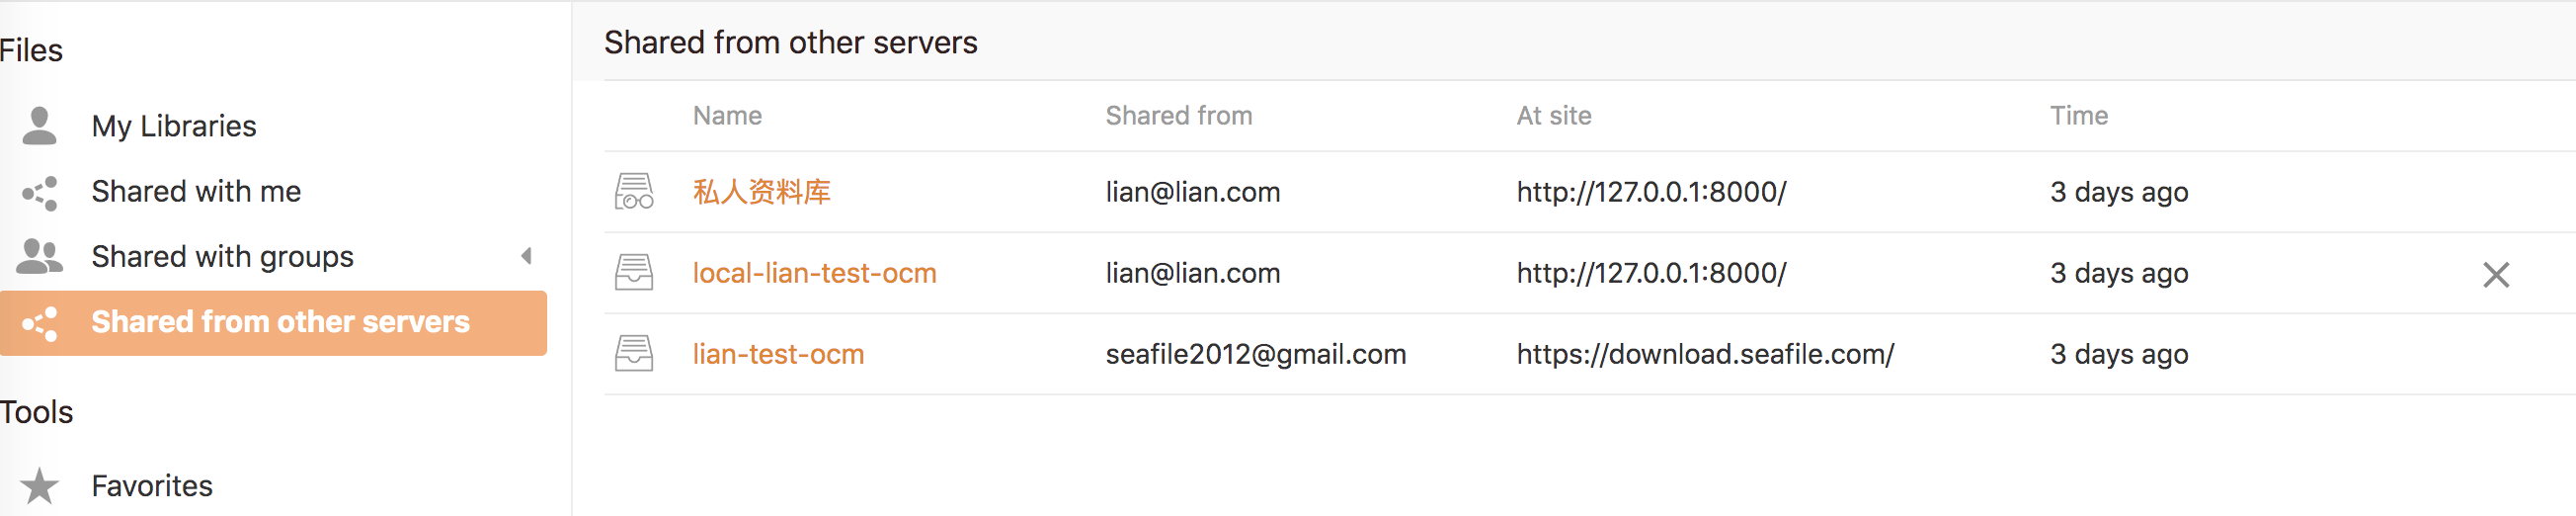 Files
My Libraries
Shared with me
Shared with groups
Shared from other servers
Tools
Favorites
Shared from other servers
Name Shared from At site Time
私人资料库 lian@lian.com http://127.0.0.1:8000/ 3 days ago
local-lian-test-ocm lian@lian.com http://127.0.0.1:8000/ 3 days ago
lian-test-ocm seafile2012@gmail.com https://download.seafile.com/ 3 days ago